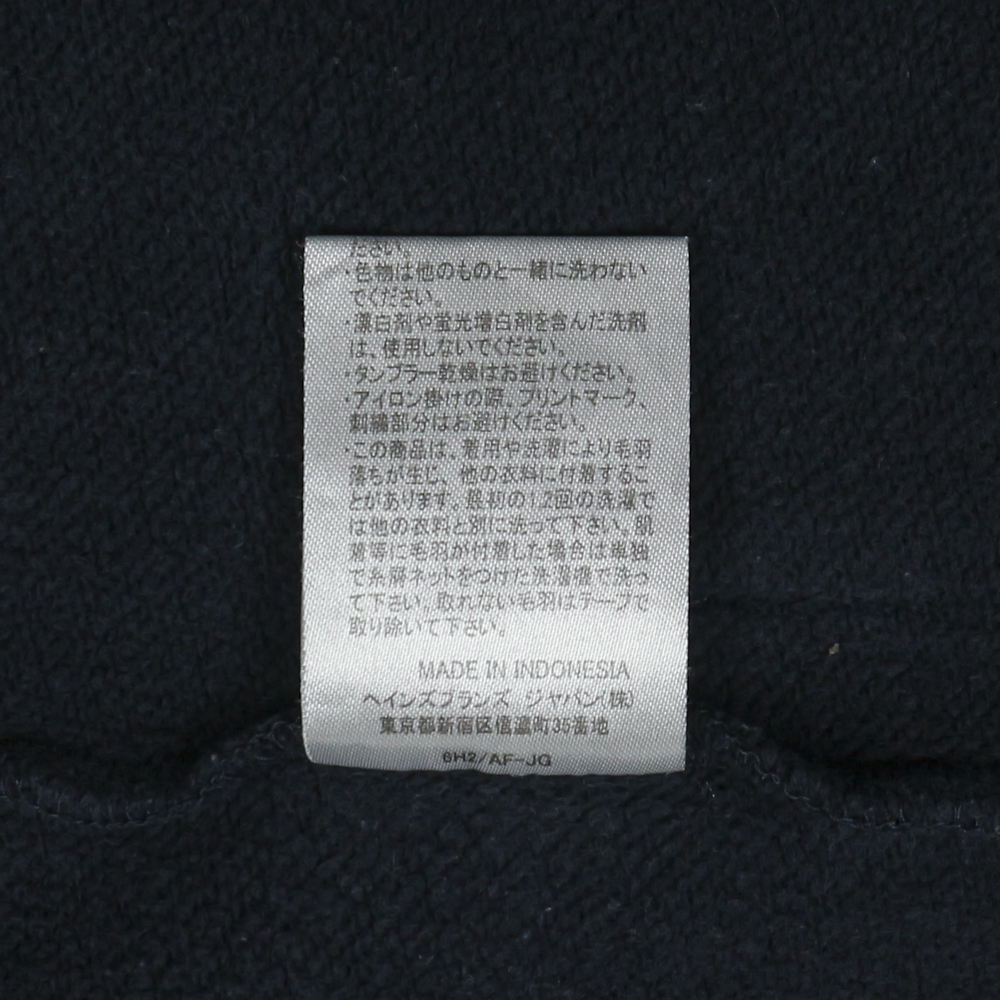 ださい。
・色物は他のものと一緒に洗わない
でください。
・漂白剤や蛍光増白剤を含んだ洗剤
は、使用しないでください。
・タンブラー乾燥はお避けください。
・アイロン掛けの際、プリントマーク、
刺繍部分はお避けください。
・この商品は、着用や洗濯により毛羽
落ちが生じ、他の衣料に付着するこ
とがあります。最初の1,2回の洗濯で
は他の衣料と別に洗って下さい。肌
着等に毛羽が付着した場合は単独
で糸屑ネットをつけた洗濯機で洗っ
て下さい。取れない毛羽はテープで
取り除いて下さい。
MADE IN INDONESIA
ヘインズブランズ ジャパン(株)
東京都新宿区信濃町35番地
6H2/AF-JG